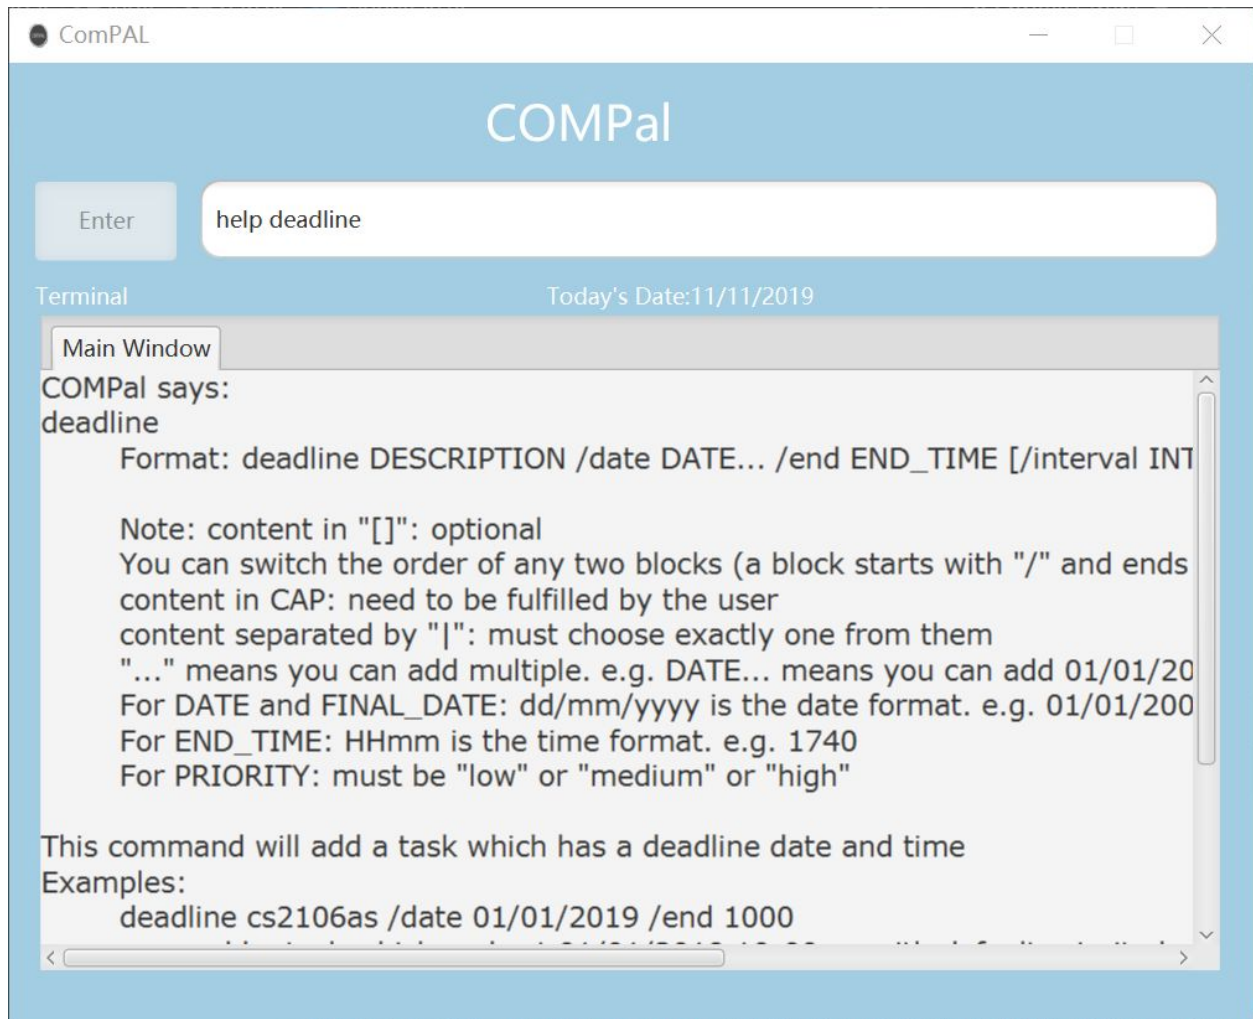 ComPAL
COMPal
Enter
help deadline
Terminal
Today's Date:11/11/2019
Main Window
COMPal says:
deadline
Format: deadline DESCRIPTION /date DATE... /end END_TIME [/interval INT
Note: content in "[]": optional
You can switch the order of any two blocks (a block starts with "/" and ends
content in CAP: need to be fulfilled by the user
content separated by "|": must choose exactly one from them
"..." means you can add multiple. e.g. DATE... means you can add 01/01/20
For DATE and FINAL_DATE: dd/mm/yyyy is the date format. e.g. 01/01/200
For END_TIME: HHmm is the time format. e.g. 1740
For PRIORITY: must be "low" or "medium" or "high"
This command will add a task which has a deadline date and time
Examples:
deadline cs2106as /date 01/01/2019 /end 1000